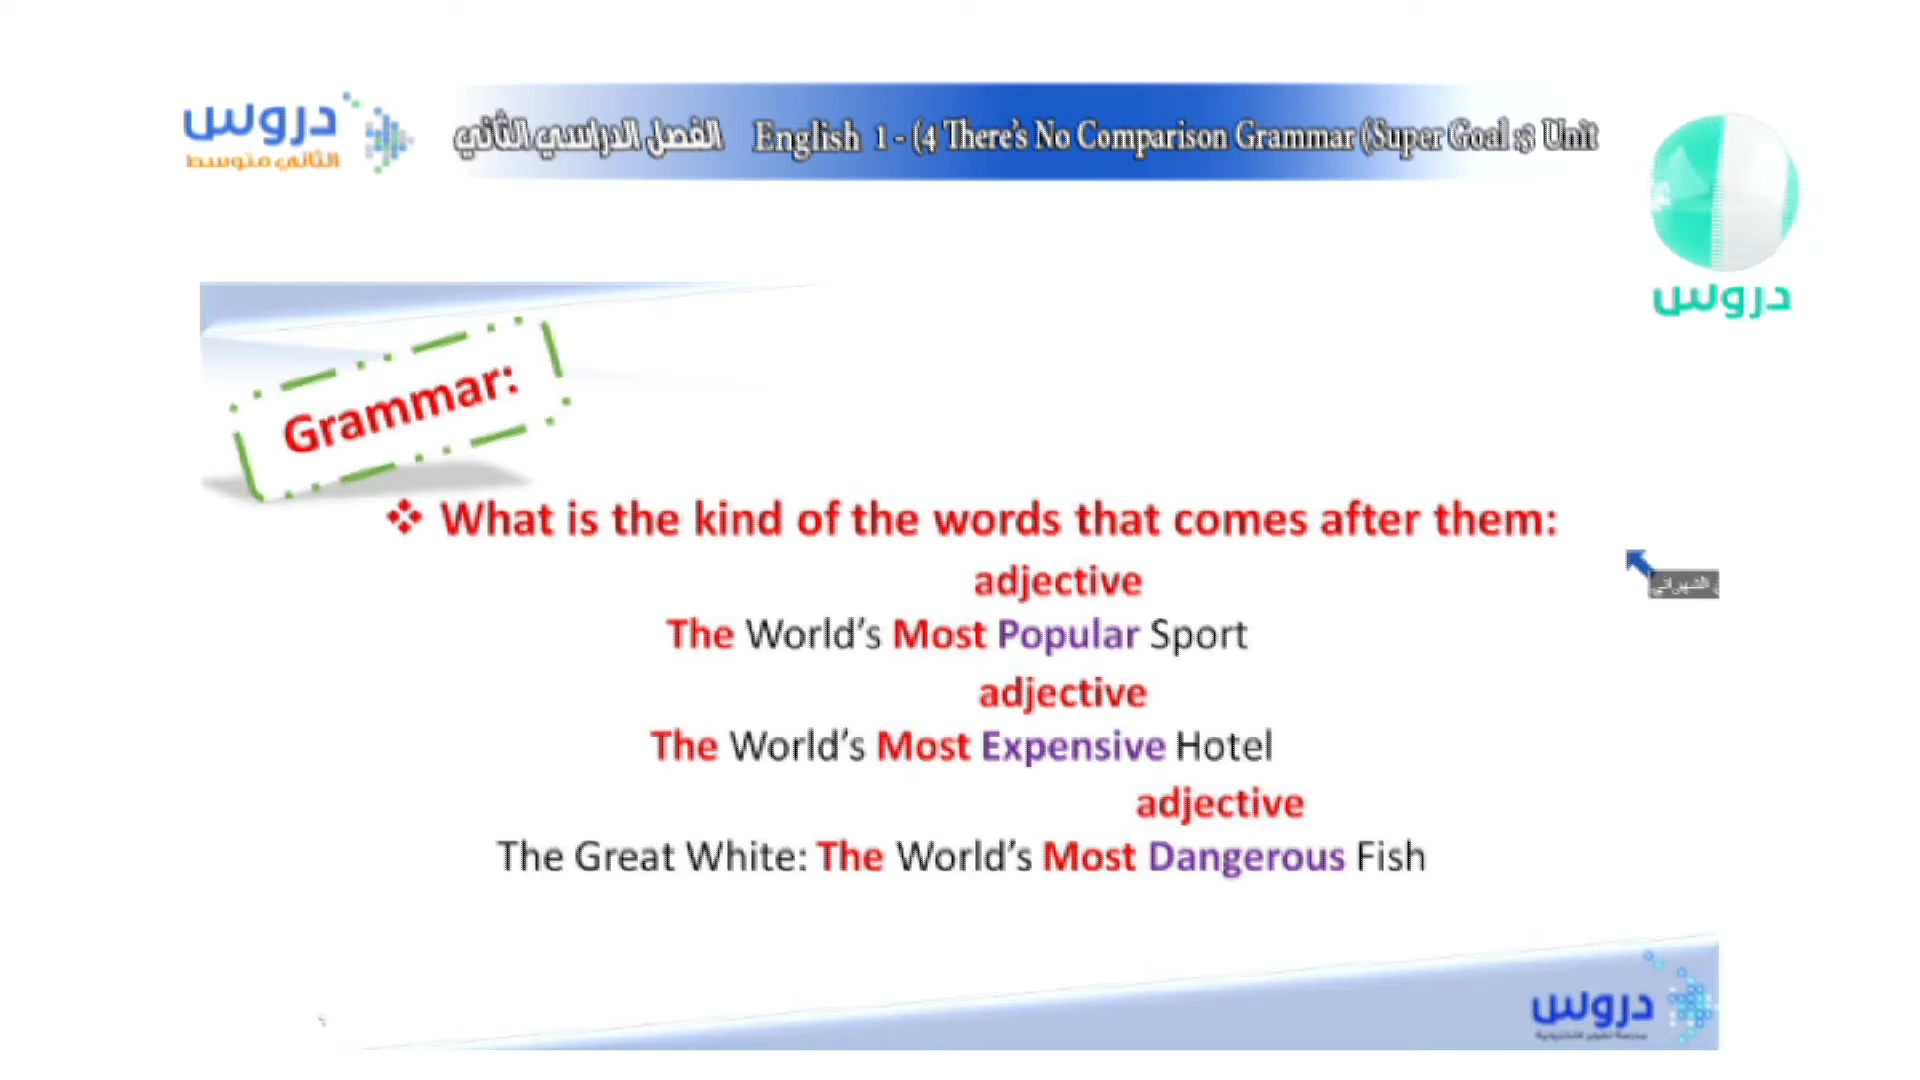 دروس
الثاني متوسط
الفصل الدراسي الثاني English 1 - (4 There's No Comparison Grammar (Super Goal :3 Unit
دروس
Grammar:
❖ What is the kind of the words that comes after them:
adjective
الشهراني
The World's Most Popular Sport
adjective
The World's Most Expensive Hotel
adjective
The Great White: The World's Most Dangerous Fish
دروس